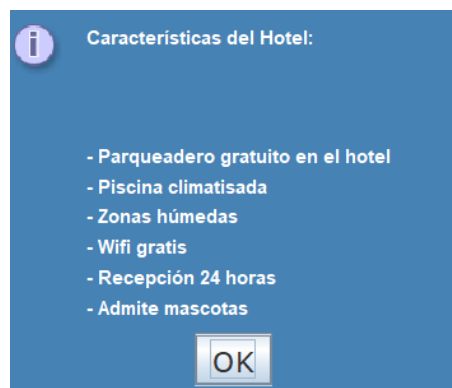 Características del Hotel:
- Parqueadero gratuito en el hotel
- Piscina climatisada
- Zonas húmedas
- Wifi gratis
- Recepción 24 horas
- Admite mascotas
OK